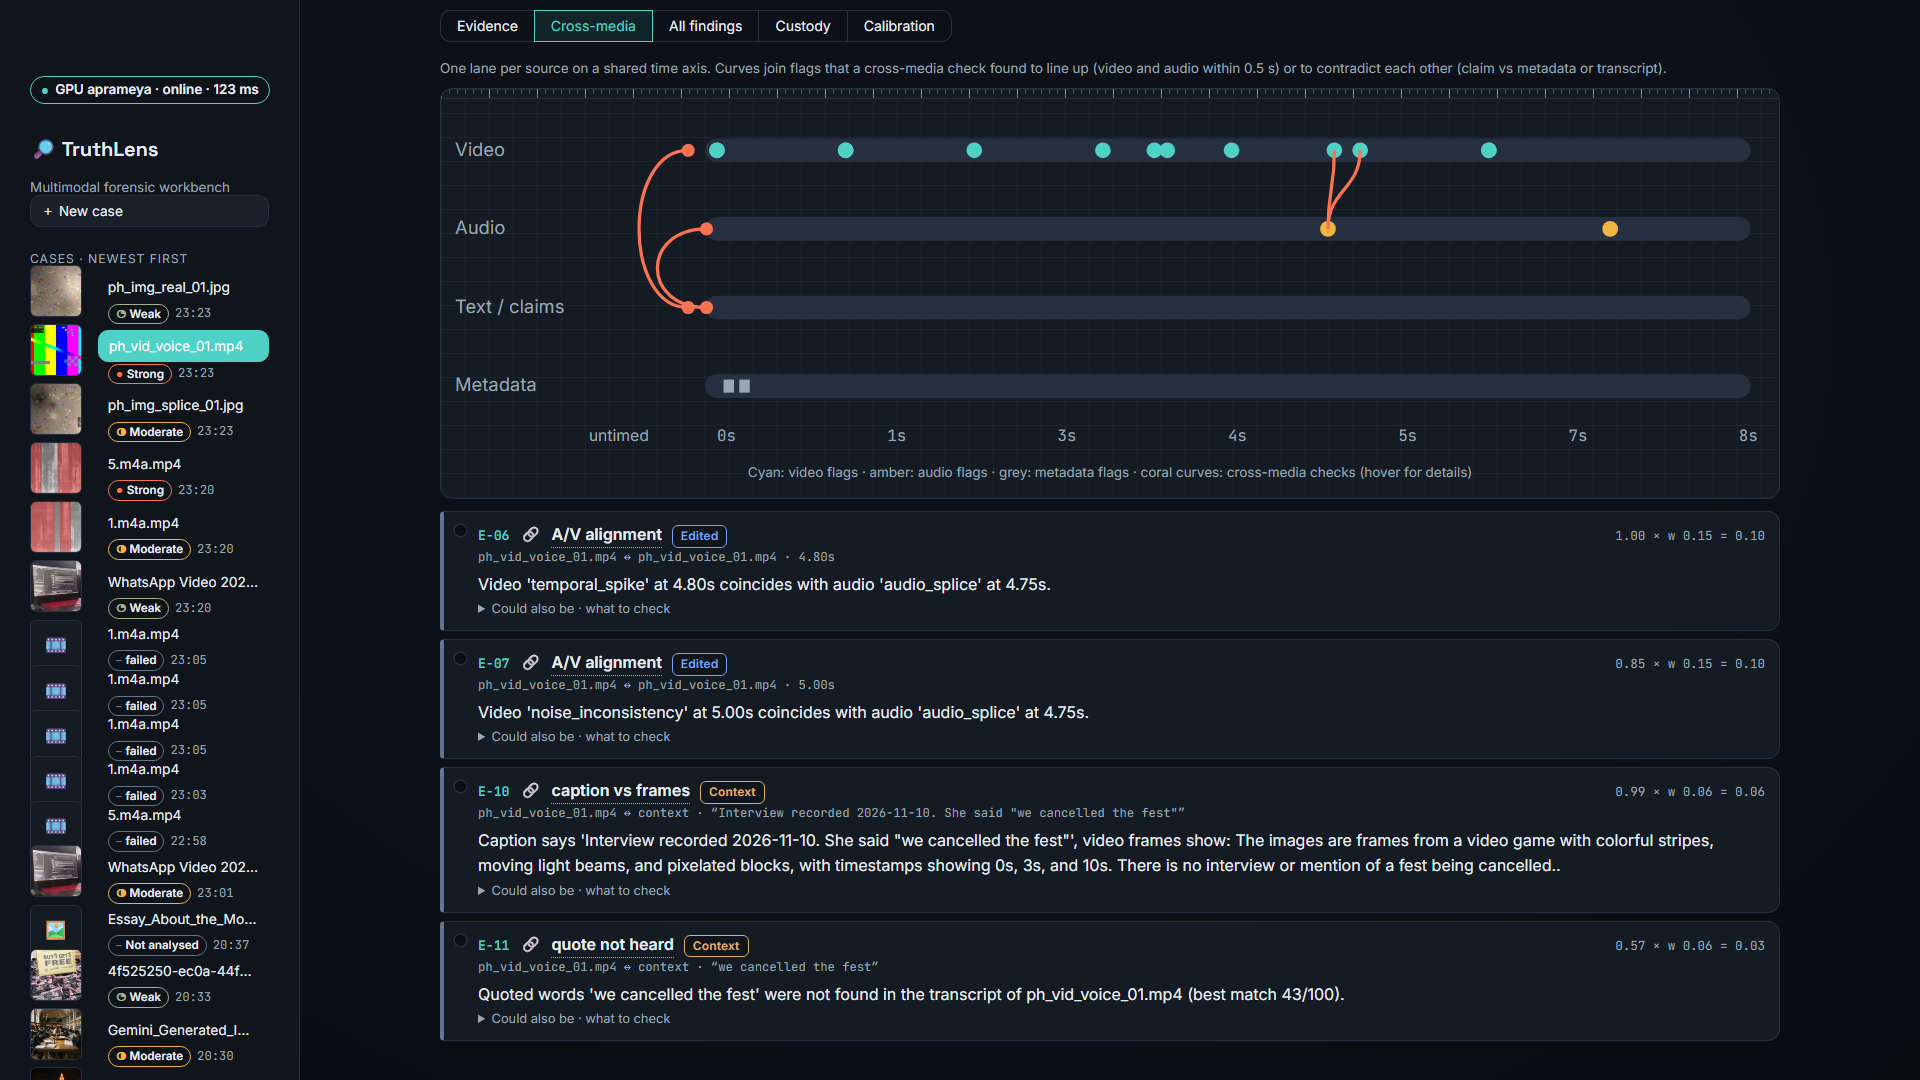 GPU aprameya · online · 123 ms
TruthLens
Multimodal forensic workbench
+ New case
CASES · NEWEST FIRST
ph_img_real_01.jpg
Weak 23:23
ph_vid_voice_01.mp4
Strong 23:23
ph_img_splice_01.jpg
Moderate 23:23
5.m4a.mp4
Strong 23:20
1.m4a.mp4
Moderate 23:20
WhatsApp Video 202...
Weak 23:20
1.m4a.mp4
– failed 23:05
1.m4a.mp4
– failed 23:05
1.m4a.mp4
– failed 23:05
1.m4a.mp4
– failed 23:03
5.m4a.mp4
– failed 22:58
WhatsApp Video 202...
Moderate 23:01
Essay_About_the_Mo...
– Not analysed 20:37
4f525250-ec0a-44f...
Weak 20:33
Gemini_Generated_I...
Moderate 20:30
Evidence Cross-media All findings Custody Calibration
One lane per source on a shared time axis. Curves join flags that a cross-media check found to line up (video and audio within 0.5 s) or to contradict each other (claim vs metadata or transcript).
Video
Audio
Text / claims
Metadata
untimed 0s 1s 3s 4s 5s 7s 8s
Cyan: video flags · amber: audio flags · grey: metadata flags · coral curves: cross-media checks (hover for details)
E-06 A/V alignment Edited 1.00 × w 0.15 = 0.10
ph_vid_voice_01.mp4 ↔ ph_vid_voice_01.mp4 · 4.80s
Video 'temporal_spike' at 4.80s coincides with audio 'audio_splice' at 4.75s.
▶ Could also be · what to check
E-07 A/V alignment Edited 0.85 × w 0.15 = 0.10
ph_vid_voice_01.mp4 ↔ ph_vid_voice_01.mp4 · 5.00s
Video 'noise_inconsistency' at 5.00s coincides with audio 'audio_splice' at 4.75s.
▶ Could also be · what to check
E-10 caption vs frames Context 0.99 × w 0.06 = 0.06
ph_vid_voice_01.mp4 ↔ context · “Interview recorded 2026-11-10. She said "we cancelled the fest"”
Caption says 'Interview recorded 2026-11-10. She said "we cancelled the fest"', video frames show: The images are frames from a video game with colorful stripes,
moving light beams, and pixelated blocks, with timestamps showing 0s, 3s, and 10s. There is no interview or mention of a fest being cancelled..
▶ Could also be · what to check
E-11 quote not heard Context 0.57 × w 0.06 = 0.03
ph_vid_voice_01.mp4 ↔ context · “we cancelled the fest”
Quoted words 'we cancelled the fest' were not found in the transcript of ph_vid_voice_01.mp4 (best match 43/100).
▶ Could also be · what to check